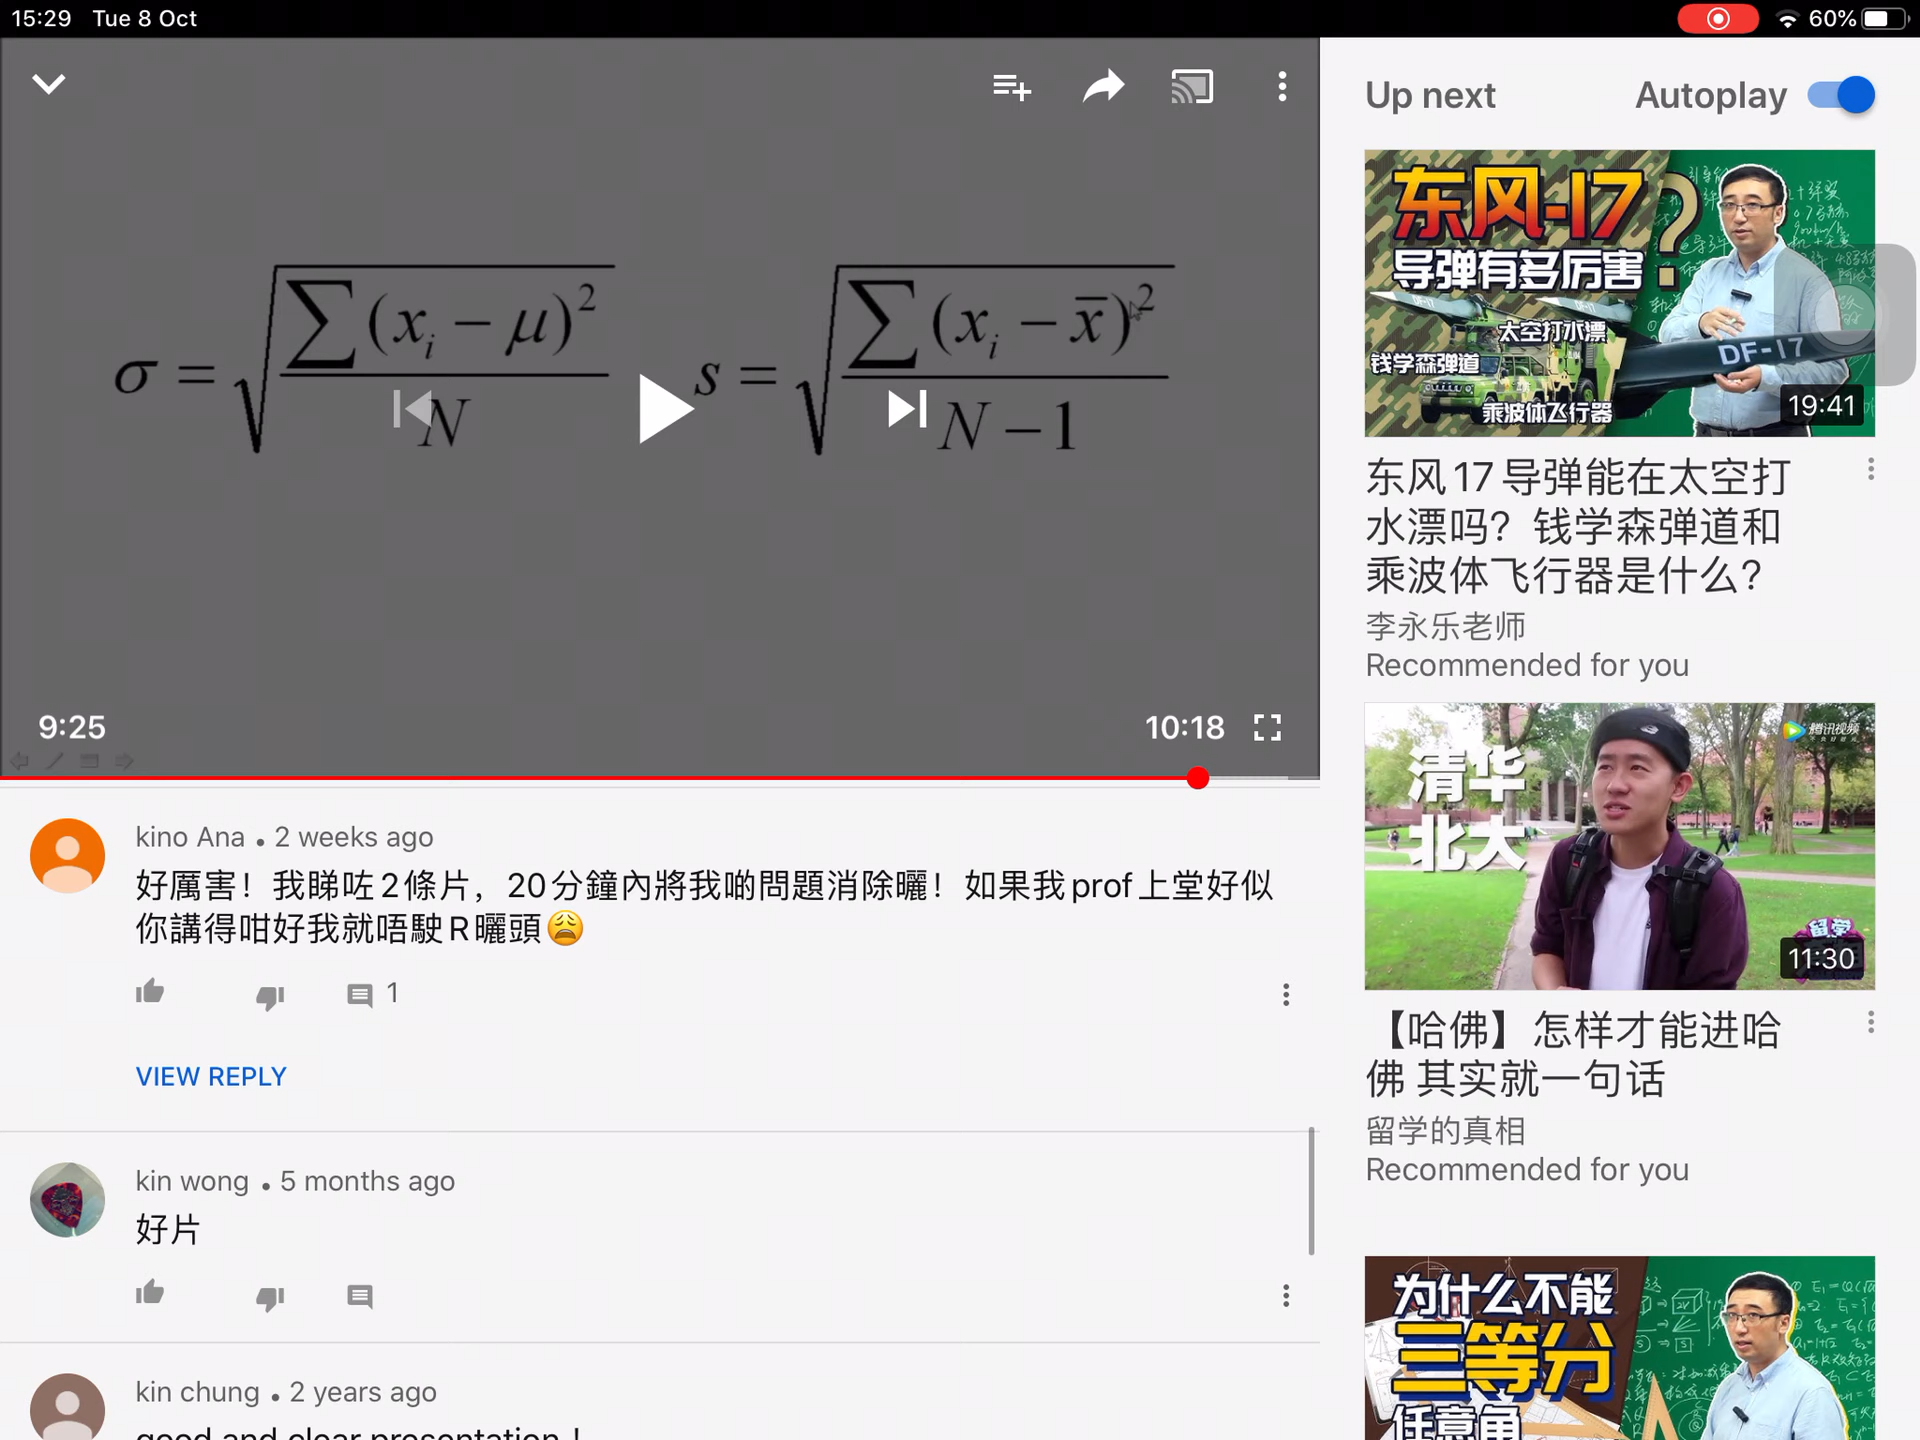 15:29 Tue 8 Oct
60%
σ = √(∑(xᵢ − μ)² / N)
s = √(∑(xᵢ − x̄)² / N − 1)
9:25
10:18
kino Ana • 2 weeks ago
好厲害！我睇咗2條片，20分鐘內將我啲問題消除曬！如果我prof上堂好似
你講得咁好我就唔駛R曬頭😩
1
VIEW REPLY
kin wong • 5 months ago
好片
kin chung • 2 years ago
good and clear presentation !
Up next
Autoplay
东风-17?
导弹有多厉害
太空打水漂
钱学森弹道
乘波体飞行器
DF-17
19:41
东风17导弹能在太空打
水漂吗？钱学森弹道和
乘波体飞行器是什么？
李永乐老师
Recommended for you
腾讯视频
清华
北大
留学
11:30
【哈佛】怎样才能进哈
佛 其实就一句话
留学的真相
Recommended for you
为什么不能
三等分
任意角